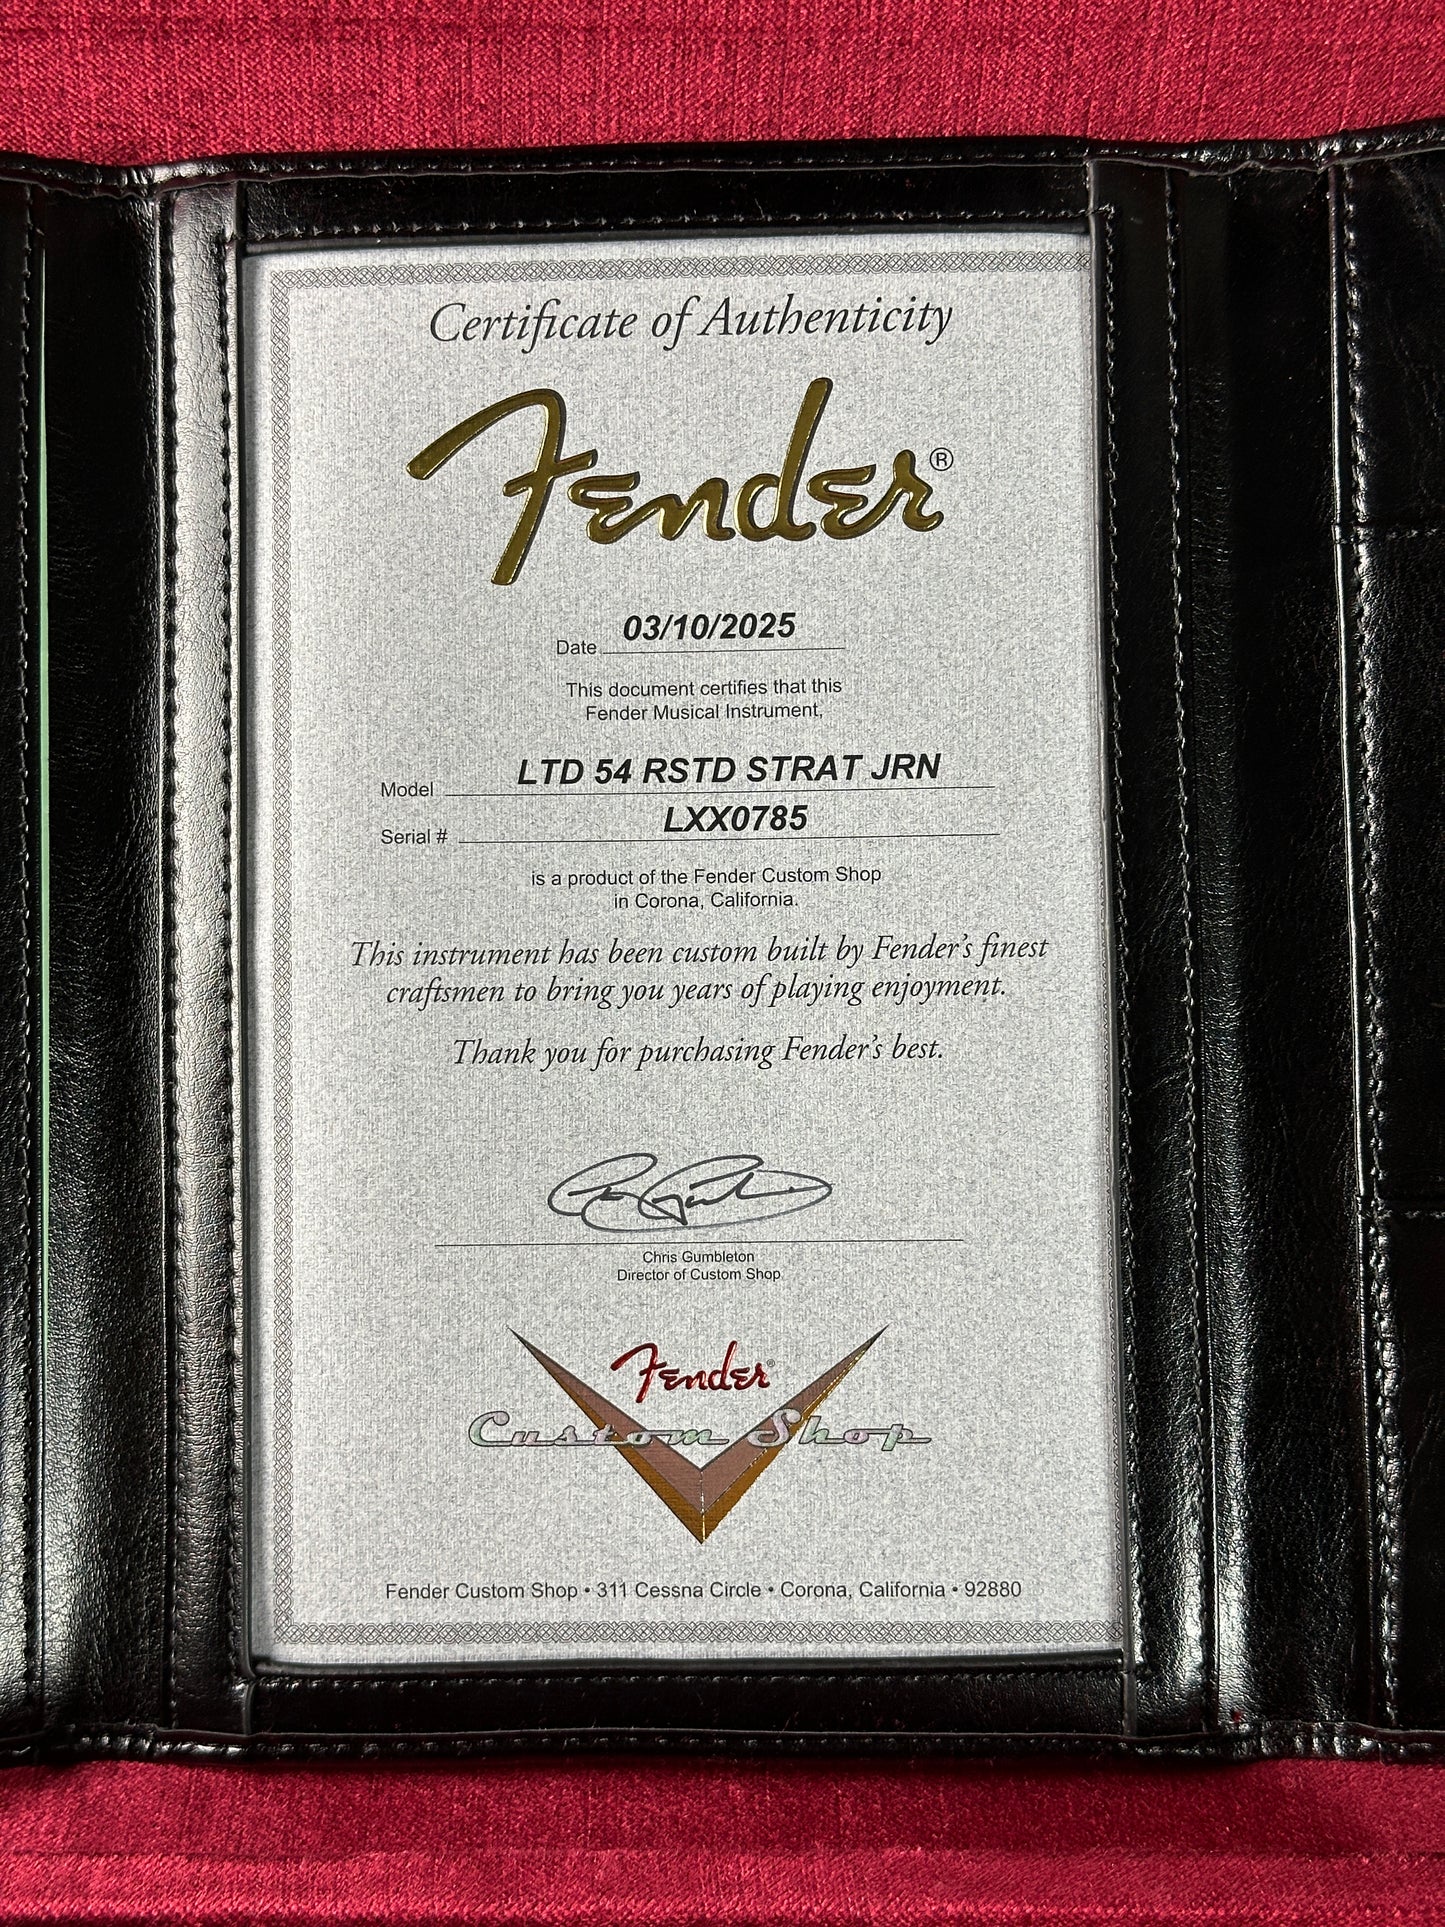 Certificate of Authenticity
Fender®
Date 03/10/2025
This document certifies that this
Fender Musical Instrument,
Model LTD 54 RSTD STRAT JRN
Serial # LXX0785
is a product of the Fender Custom Shop
in Corona, California.
This instrument has been custom built by Fender's finest
craftsmen to bring you years of playing enjoyment.
Thank you for purchasing Fender's best.
Chris Gumbleton
Director of Custom Shop
Fender
Custom Shop
Fender Custom Shop • 311 Cessna Circle • Corona, California • 92880